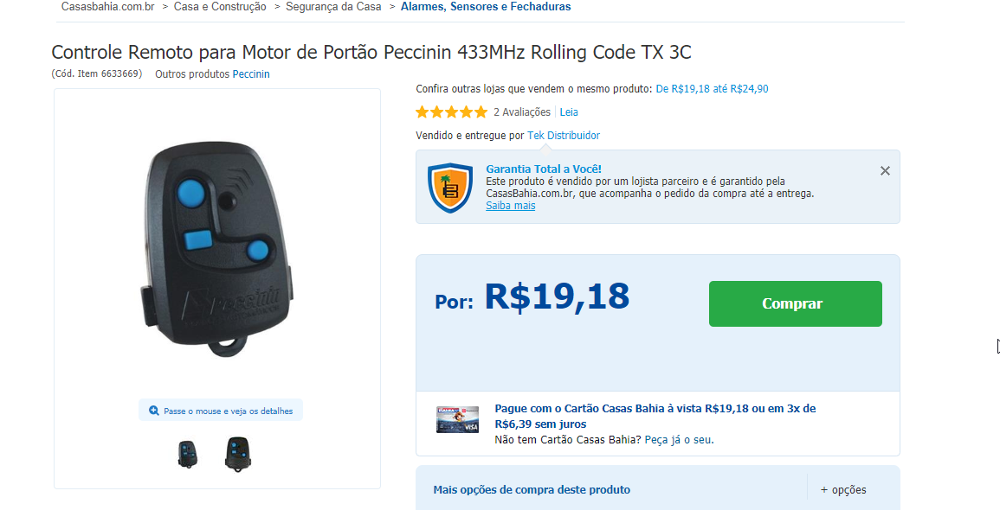 Casasbahia.com.br > Casa e Construção > Segurança da Casa > Alarmes, Sensores e Fechaduras
Controle Remoto para Motor de Portão Peccinin 433MHz Rolling Code TX 3C
(Cód. Item 6633669) Outros produtos Peccinin
Confira outras lojas que vendem o mesmo produto: De R$19,18 até R$24,90
2 Avaliações Leia
Vendido e entregue por Tek Distribuidor
Garantia Total a Você!
Este produto é vendido por um lojista parceiro e é garantido pela
CasasBahia.com.br, que acompanha o pedido da compra até a entrega.
Saiba mais
Peccinin
Por: R$19,18
Comprar
Passe o mouse e veja os detalhes
Pague com o Cartão Casas Bahia à vista R$19,18 ou em 3x de
R$6,39 sem juros
VISA
Não tem Cartão Casas Bahia? Peça já o seu.
Mais opções de compra deste produto
+ opções